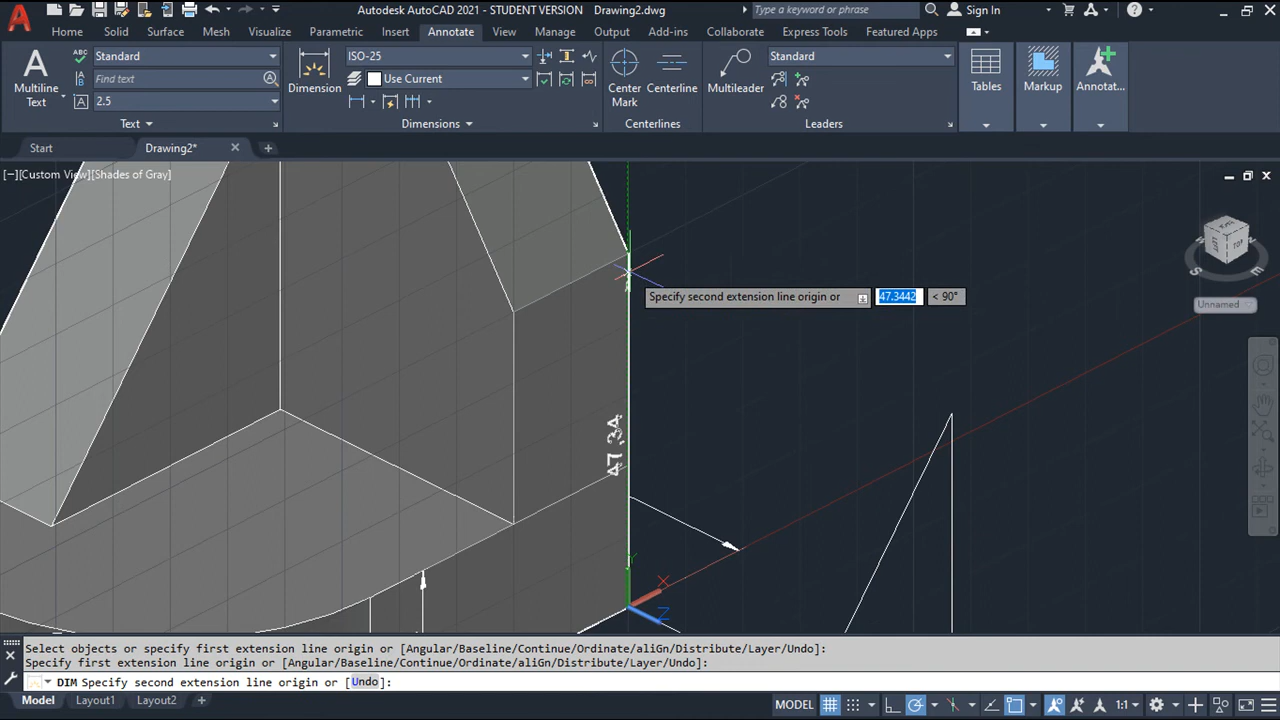 A Autodesk AutoCAD 2021 - STUDENT VERSION Drawing2.dwg Type a keyword or phrase Sign In
Home Solid Surface Mesh Visualize Parametric Insert Annotate View Manage Output Add-ins Collaborate Express Tools Featured Apps
Standard ISO-25 Standard
Find text Use Current
2.5
Multiline Text Dimension Center Mark Centerline Multileader Tables Markup Annotat...
Text Dimensions Centerlines Leaders
Start Drawing2*
[−][Custom View][Shades of Gray]
LEFT TOP
S E
Unnamed
Specify second extension line origin or 47.3442 < 90°
47.34
Y
X
Z
Select objects or specify first extension line origin or [Angular/Baseline/Continue/Ordinate/aliGn/Distribute/Layer/Undo]:
Specify first extension line origin or [Angular/Baseline/Continue/Ordinate/aliGn/Distribute/Layer/Undo]:
DIM Specify second extension line origin or [Undo]:
Model Layout1 Layout2 MODEL 1:1